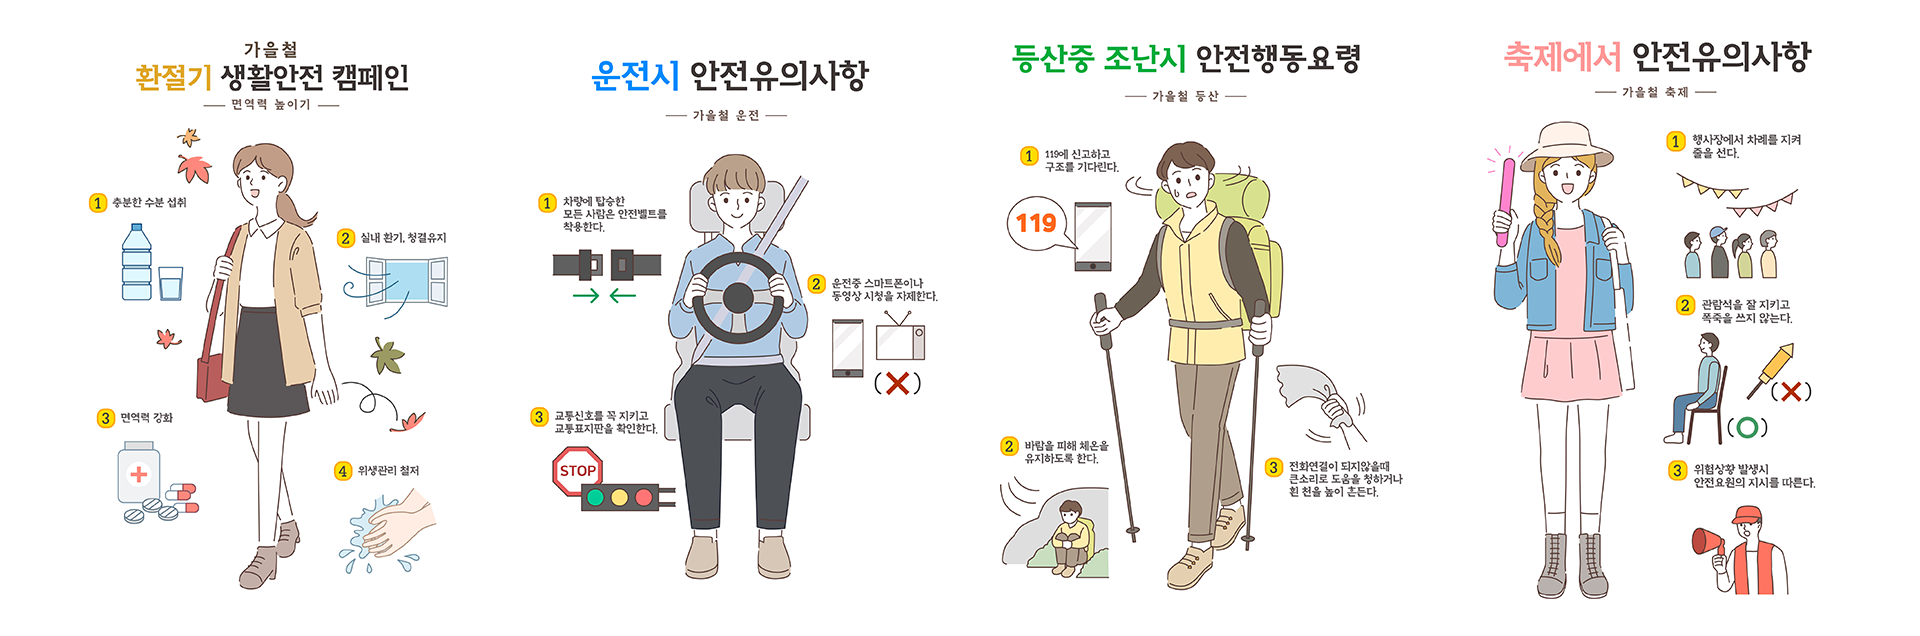 가을철
환절기 생활안전 캠페인
면역력 높이기
1 충분한 수분 섭취
2 실내 환기, 청결유지
3 면역력 강화
4 위생관리 철저
운전시 안전유의사항
가을철 운전
1 차량에 탑승한
모든 사람은 안전벨트를
착용한다.
2 운전중 스마트폰이나
동영상 시청을 자제한다.
3 교통신호를 꼭 지키고
교통표지판을 확인한다.
STOP
등산중 조난시 안전행동요령
가을철 등산
1 119에 신고하고
구조를 기다린다.
119
2 바람을 피해 체온을
유지하도록 한다.
3 전화연결이 되지않을때
큰소리로 도움을 청하거나
흰 천을 높이 흔든다.
축제에서 안전유의사항
가을철 축제
1 행사장에서 차례를 지켜
줄을 선다.
2 관람석을 잘 지키고
폭죽을 쓰지 않는다.
3 위험상황 발생시
안전요원의 지시를 따른다.